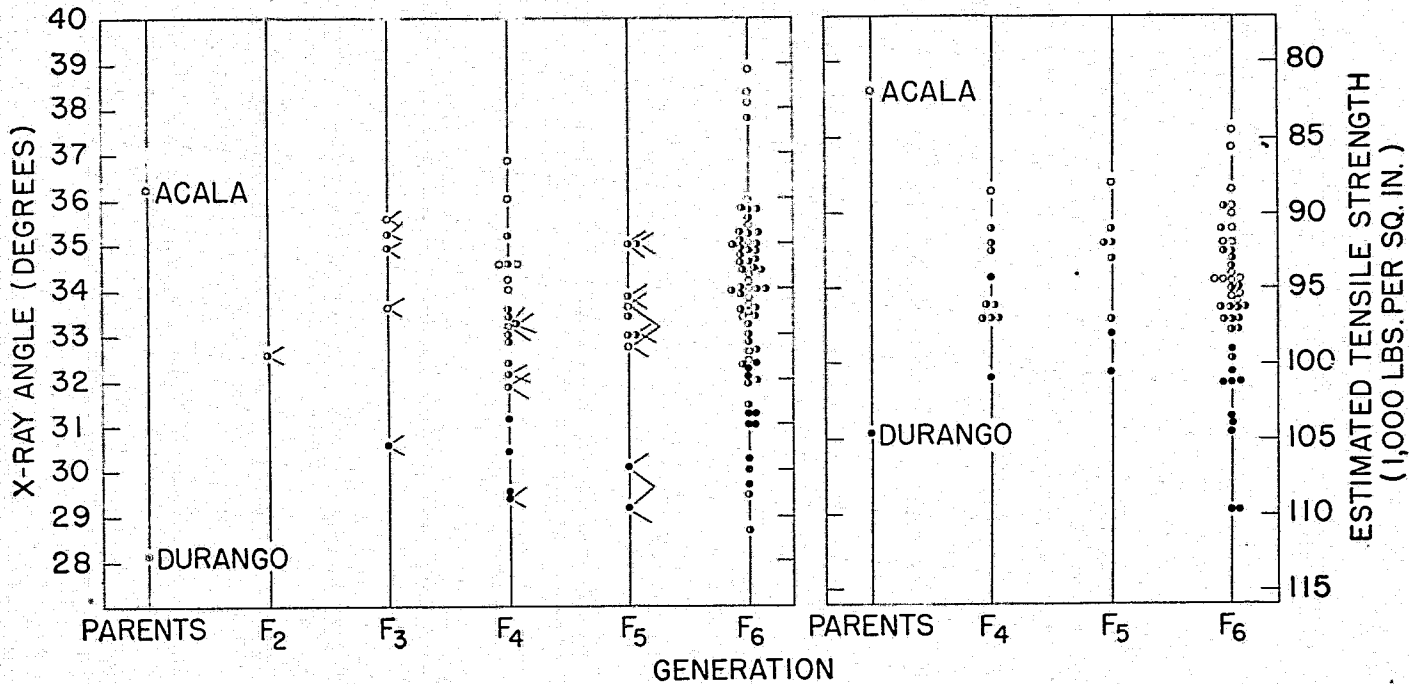 X-RAY ANGLE (DEGREES)
40
39
38
37
36
35
34
33
32
31
30
29
28
ACALA
DURANGO
PARENTS
F2
F3
F4
F5
F6
ACALA
DURANGO
PARENTS
F4
F5
F6
GENERATION
80
85
90
95
100
105
110
115
ESTIMATED TENSILE STRENGTH
(1,000 LBS. PER SQ. IN.)